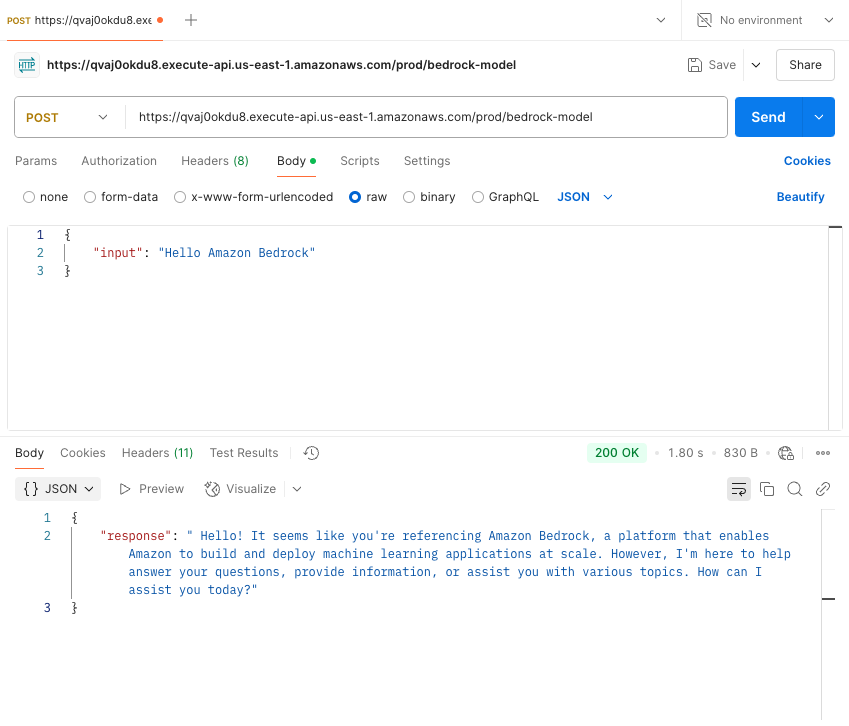 POST https://qvaj0okdu8.exe
No environment
HTTP https://qvaj0okdu8.execute-api.us-east-1.amazonaws.com/prod/bedrock-model Save Share
POST https://qvaj0okdu8.execute-api.us-east-1.amazonaws.com/prod/bedrock-model Send
Params Authorization Headers (8) Body Scripts Settings Cookies
none form-data x-www-form-urlencoded raw binary GraphQL JSON Beautify
1 {
2 "input": "Hello Amazon Bedrock"
3 }
Body Cookies Headers (11) Test Results 200 OK 1.80 s 830 B
{} JSON Preview Visualize
1 {
2 "response": " Hello! It seems like you're referencing Amazon Bedrock, a platform that enables
Amazon to build and deploy machine learning applications at scale. However, I'm here to help
answer your questions, provide information, or assist you with various topics. How can I
assist you today?"
3 }